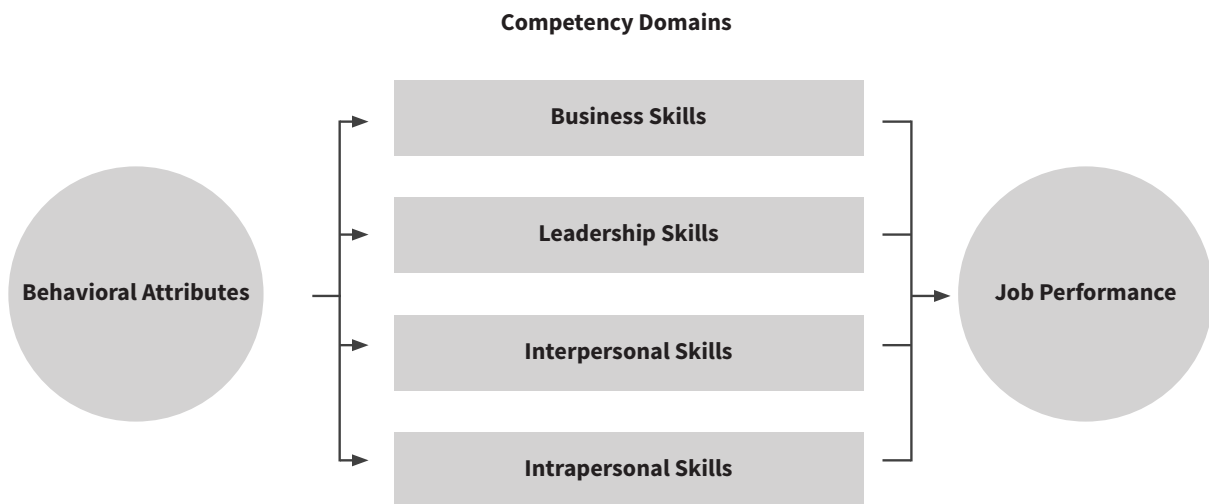 Competency Domains
Business Skills
Leadership Skills
Behavioral Attributes
Job Performance
Interpersonal Skills
Intrapersonal Skills